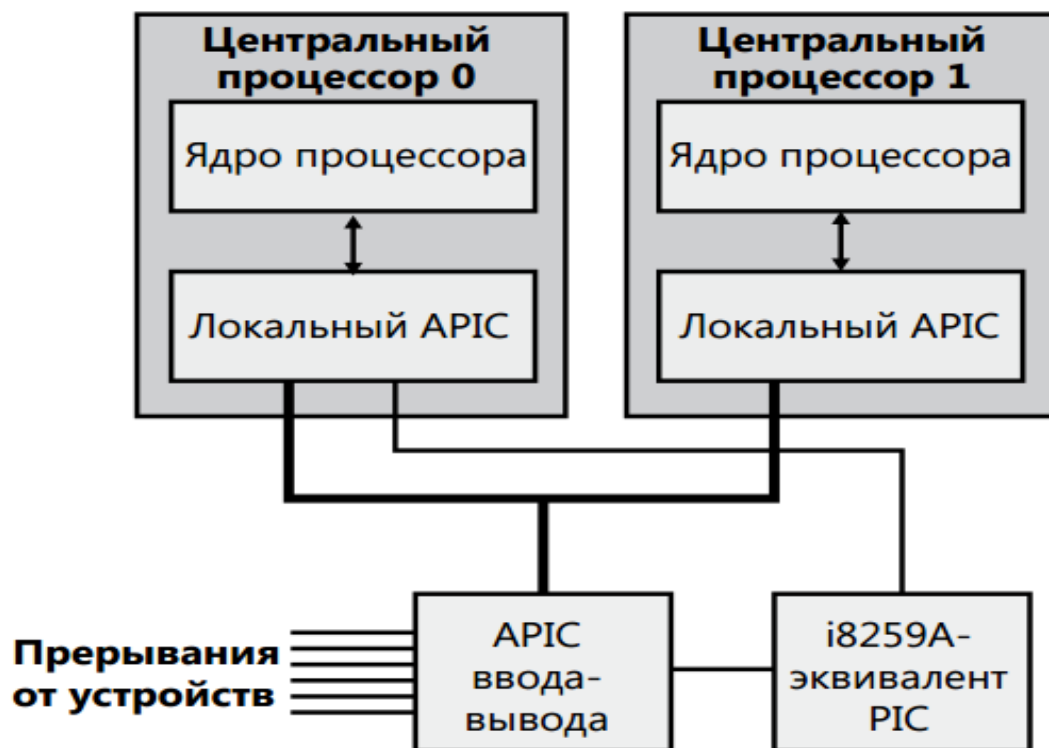 Центральный
процессор 0
Ядро процессора
Локальный APIC
Центральный
процессор 1
Ядро процессора
Локальный APIC
Прерывания
от устройств
APIC
ввода-
вывода
i8259A-
эквивалент
PIC